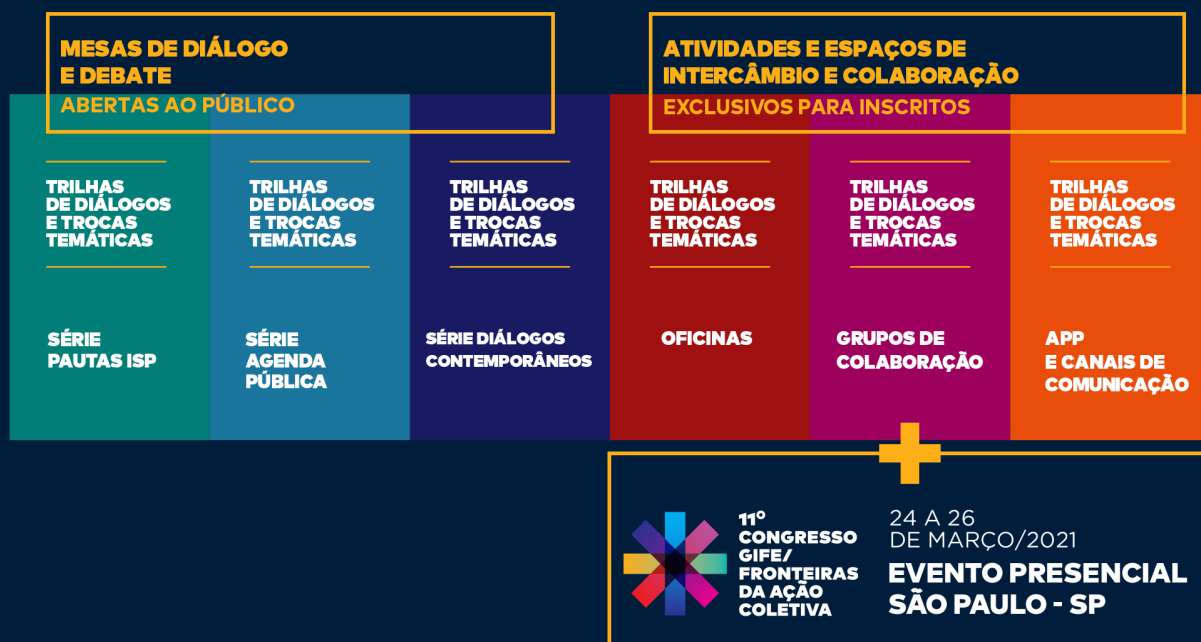 MESAS DE DIÁLOGO
E DEBATE
ABERTAS AO PÚBLICO
ATIVIDADES E ESPAÇOS DE
INTERCÂMBIO E COLABORAÇÃO
EXCLUSIVOS PARA INSCRITOS
TRILHAS
DE DIÁLOGOS
E TROCAS
TEMÁTICAS
SÉRIE
PAUTAS ISP
TRILHAS
DE DIÁLOGOS
E TROCAS
TEMÁTICAS
SÉRIE
AGENDA
PÚBLICA
TRILHAS
DE DIÁLOGOS
E TROCAS
TEMÁTICAS
SÉRIE DIÁLOGOS
CONTEMPORÂNEOS
TRILHAS
DE DIÁLOGOS
E TROCAS
TEMÁTICAS
OFICINAS
TRILHAS
DE DIÁLOGOS
E TROCAS
TEMÁTICAS
GRUPOS DE
COLABORAÇÃO
TRILHAS
DE DIÁLOGOS
E TROCAS
TEMÁTICAS
APP
E CANAIS DE
COMUNICAÇÃO
11º
CONGRESSO
GIFE/
FRONTEIRAS
DA AÇÃO
COLETIVA
24 A 26
DE MARÇO/2021
EVENTO PRESENCIAL
SÃO PAULO - SP